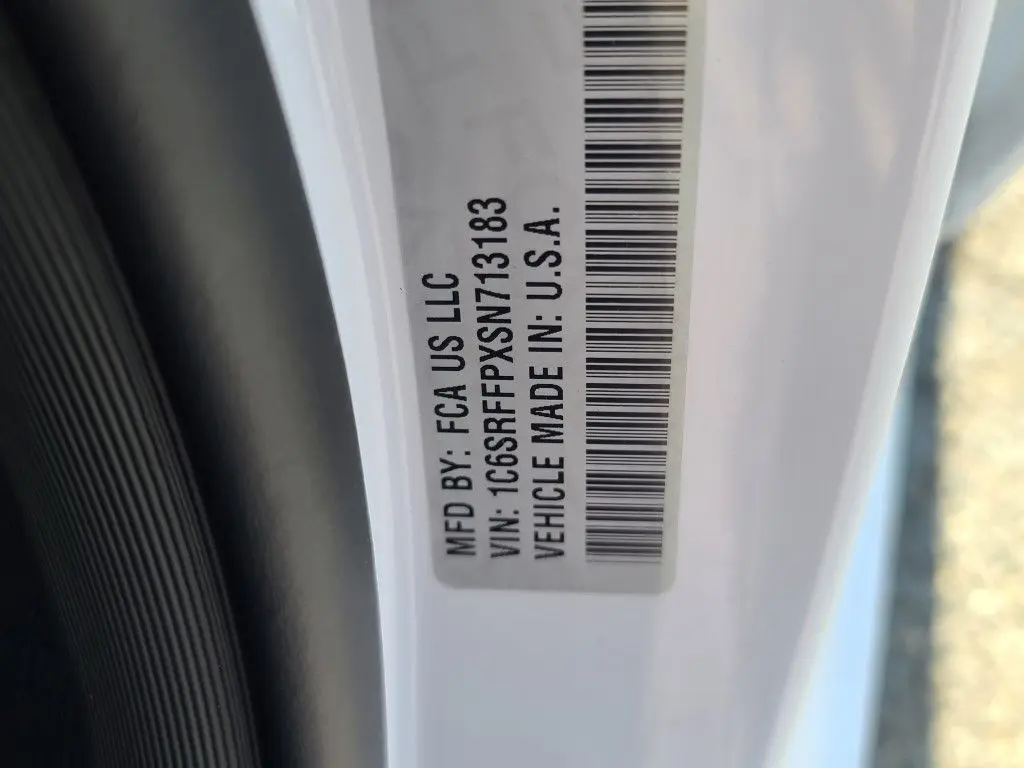 MFD BY: FCA US LLC
VIN: 1C6SRFFPXSN713183
VEHICLE MADE IN: U.S.A.